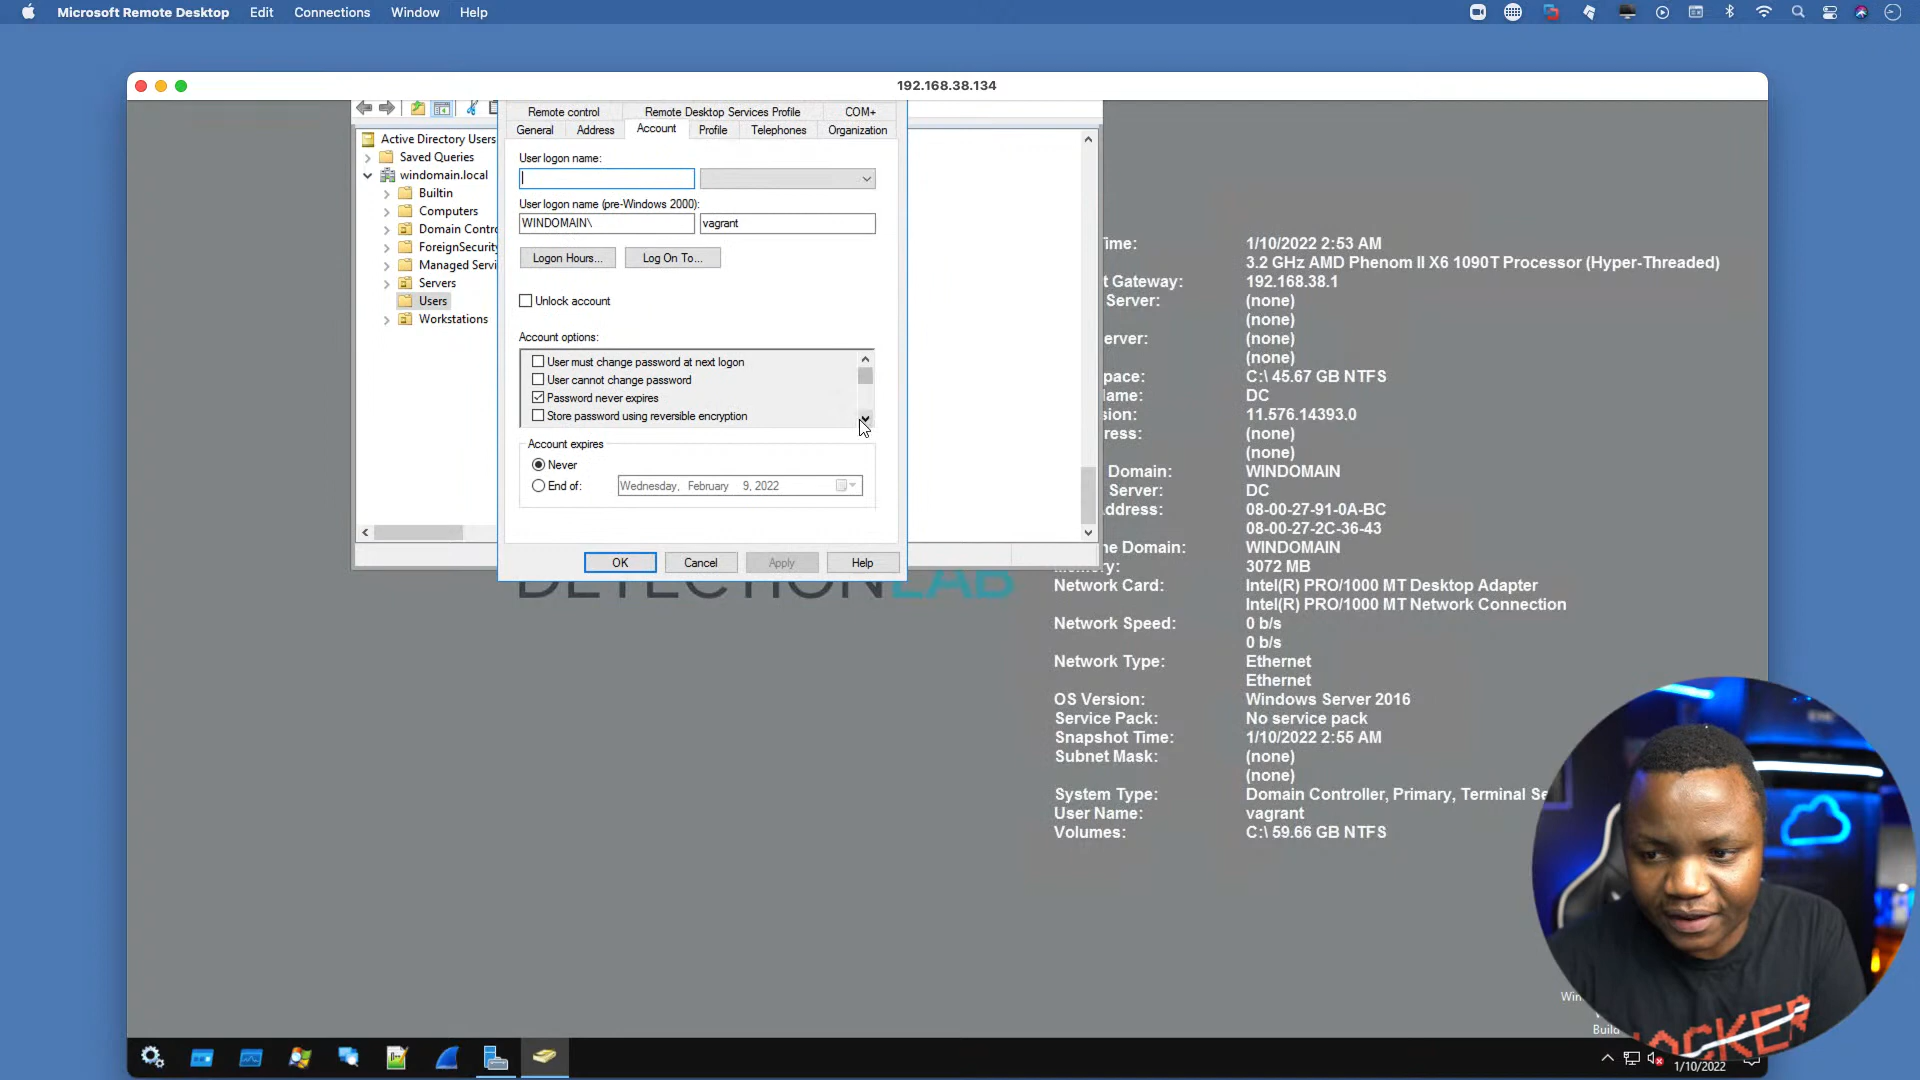 Microsoft Remote Desktop Edit Connections Window Help
192.168.38.134
Remote control Remote Desktop Services Profile COM+
General Address Account Profile Telephones Organization
Active Directory Users
Saved Queries
windomain.local
Builtin
Computers
Domain Contro
ForeignSecurity
Managed Servi
Servers
Users
Workstations
User logon name:
User logon name (pre-Windows 2000):
WINDOMAIN\ vagrant
Logon Hours... Log On To...
Unlock account
Account options:
User must change password at next logon
User cannot change password
Password never expires
Store password using reversible encryption
Account expires
Never
End of: Wednesday, February 9, 2022
OK Cancel Apply Help
DETECTIONLAB
ime: 1/10/2022 2:53 AM
3.2 GHz AMD Phenom II X6 1090T Processor (Hyper-Threaded)
t Gateway: 192.168.38.1
Server: (none)
(none)
erver: (none)
(none)
pace: C:\ 45.67 GB NTFS
ame: DC
sion: 11.576.14393.0
ress: (none)
(none)
Domain: WINDOMAIN
Server: DC
ddress: 08-00-27-91-0A-BC
08-00-27-2C-36-43
ne Domain: WINDOMAIN
Memory: 3072 MB
Network Card: Intel(R) PRO/1000 MT Desktop Adapter
Intel(R) PRO/1000 MT Network Connection
Network Speed: 0 b/s
0 b/s
Network Type: Ethernet
Ethernet
OS Version: Windows Server 2016
Service Pack: No service pack
Snapshot Time: 1/10/2022 2:55 AM
Subnet Mask: (none)
(none)
System Type: Domain Controller, Primary, Terminal Se
User Name: vagrant
Volumes: C:\ 59.66 GB NTFS
Win
Build
OCKER
1/10/2022